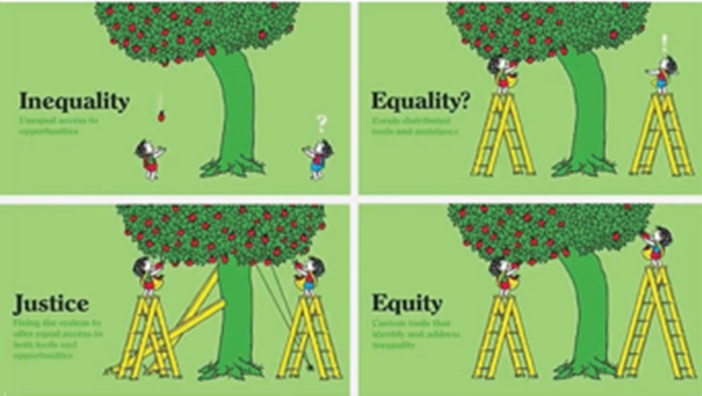 Inequality
Unequal access to
opportunities
?
Equality?
Evenly distributed
tools and assistance
!
Justice
Fixing the system to
offer equal access to
both tools and
opportunities
Equity
Custom tools that
identify and address
inequality